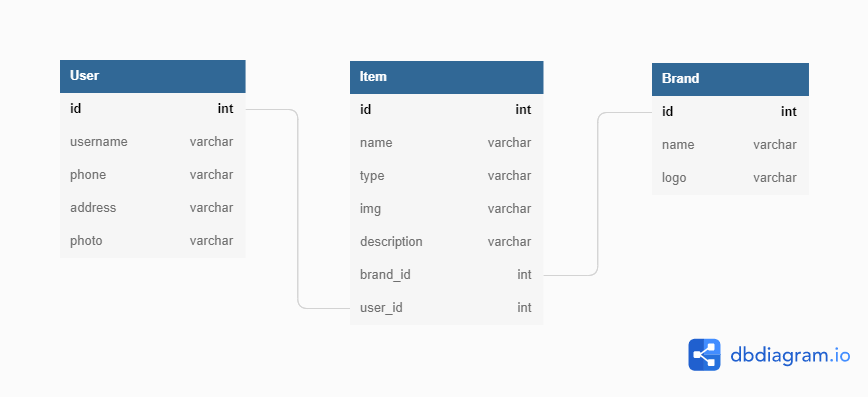 User
id int
username varchar
phone varchar
address varchar
photo varchar
Item
id int
name varchar
type varchar
img varchar
description varchar
brand_id int
user_id int
Brand
id int
name varchar
logo varchar
dbdiagram.io